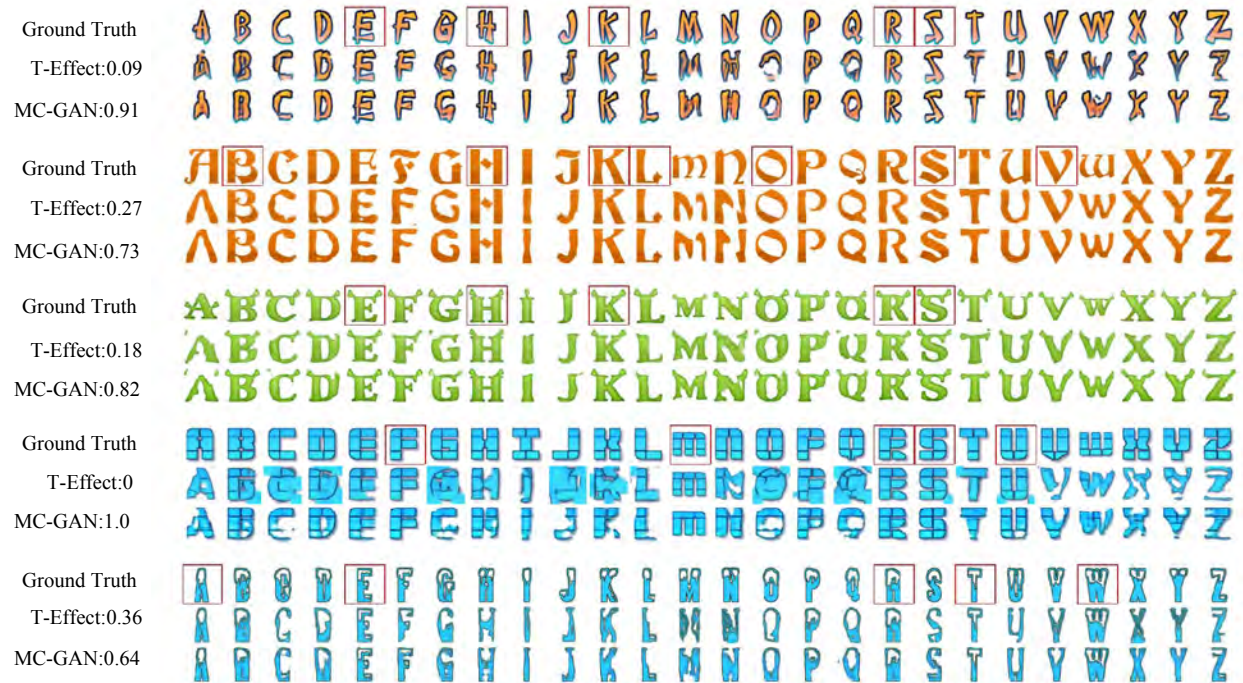 Ground Truth A B C D E F G H I J K L M N O P Q R S T U V W X Y Z
T-Effect:0.09 A B C D E F G H I J K L M N O P Q R S T U V W X Y Z
MC-GAN:0.91 A B C D E F G H I J K L M N O P Q R S T U V W X Y Z
Ground Truth A B C D E F G H I J K L m n O P Q R S T U V w X Y Z
T-Effect:0.27 A B C D E F G H I J K L M N O P Q R S T U V W X Y Z
MC-GAN:0.73 A B C D E F G H I J K L M N O P Q R S T U V W X Y Z
Ground Truth A B C D E F G H I J K L M N O P Q R S T U V W X Y Z
T-Effect:0.18 A B C D E F G H I J K L M N O P Q R S T U V W X Y Z
MC-GAN:0.82 A B C D E F G H I J K L M N O P Q R S T U V W X Y Z
Ground Truth A B C D E F G H I J K L m n O P Q R S T U V w X Y Z
T-Effect:0 A B C D E F G H I J K L m N O P Q R S T U V W X Y Z
MC-GAN:1.0 A B C D E F G H I J K L m N O P Q R S T U V W X Y Z
Ground Truth A B C D E F G H I J K L M N O P Q R S T U V W X Y Z
T-Effect:0.36 A B C D E F G H I J K L M N O P Q R S T U V W X Y Z
MC-GAN:0.64 A B C D E F G H I J K L M N O P Q R S T U V W X Y Z